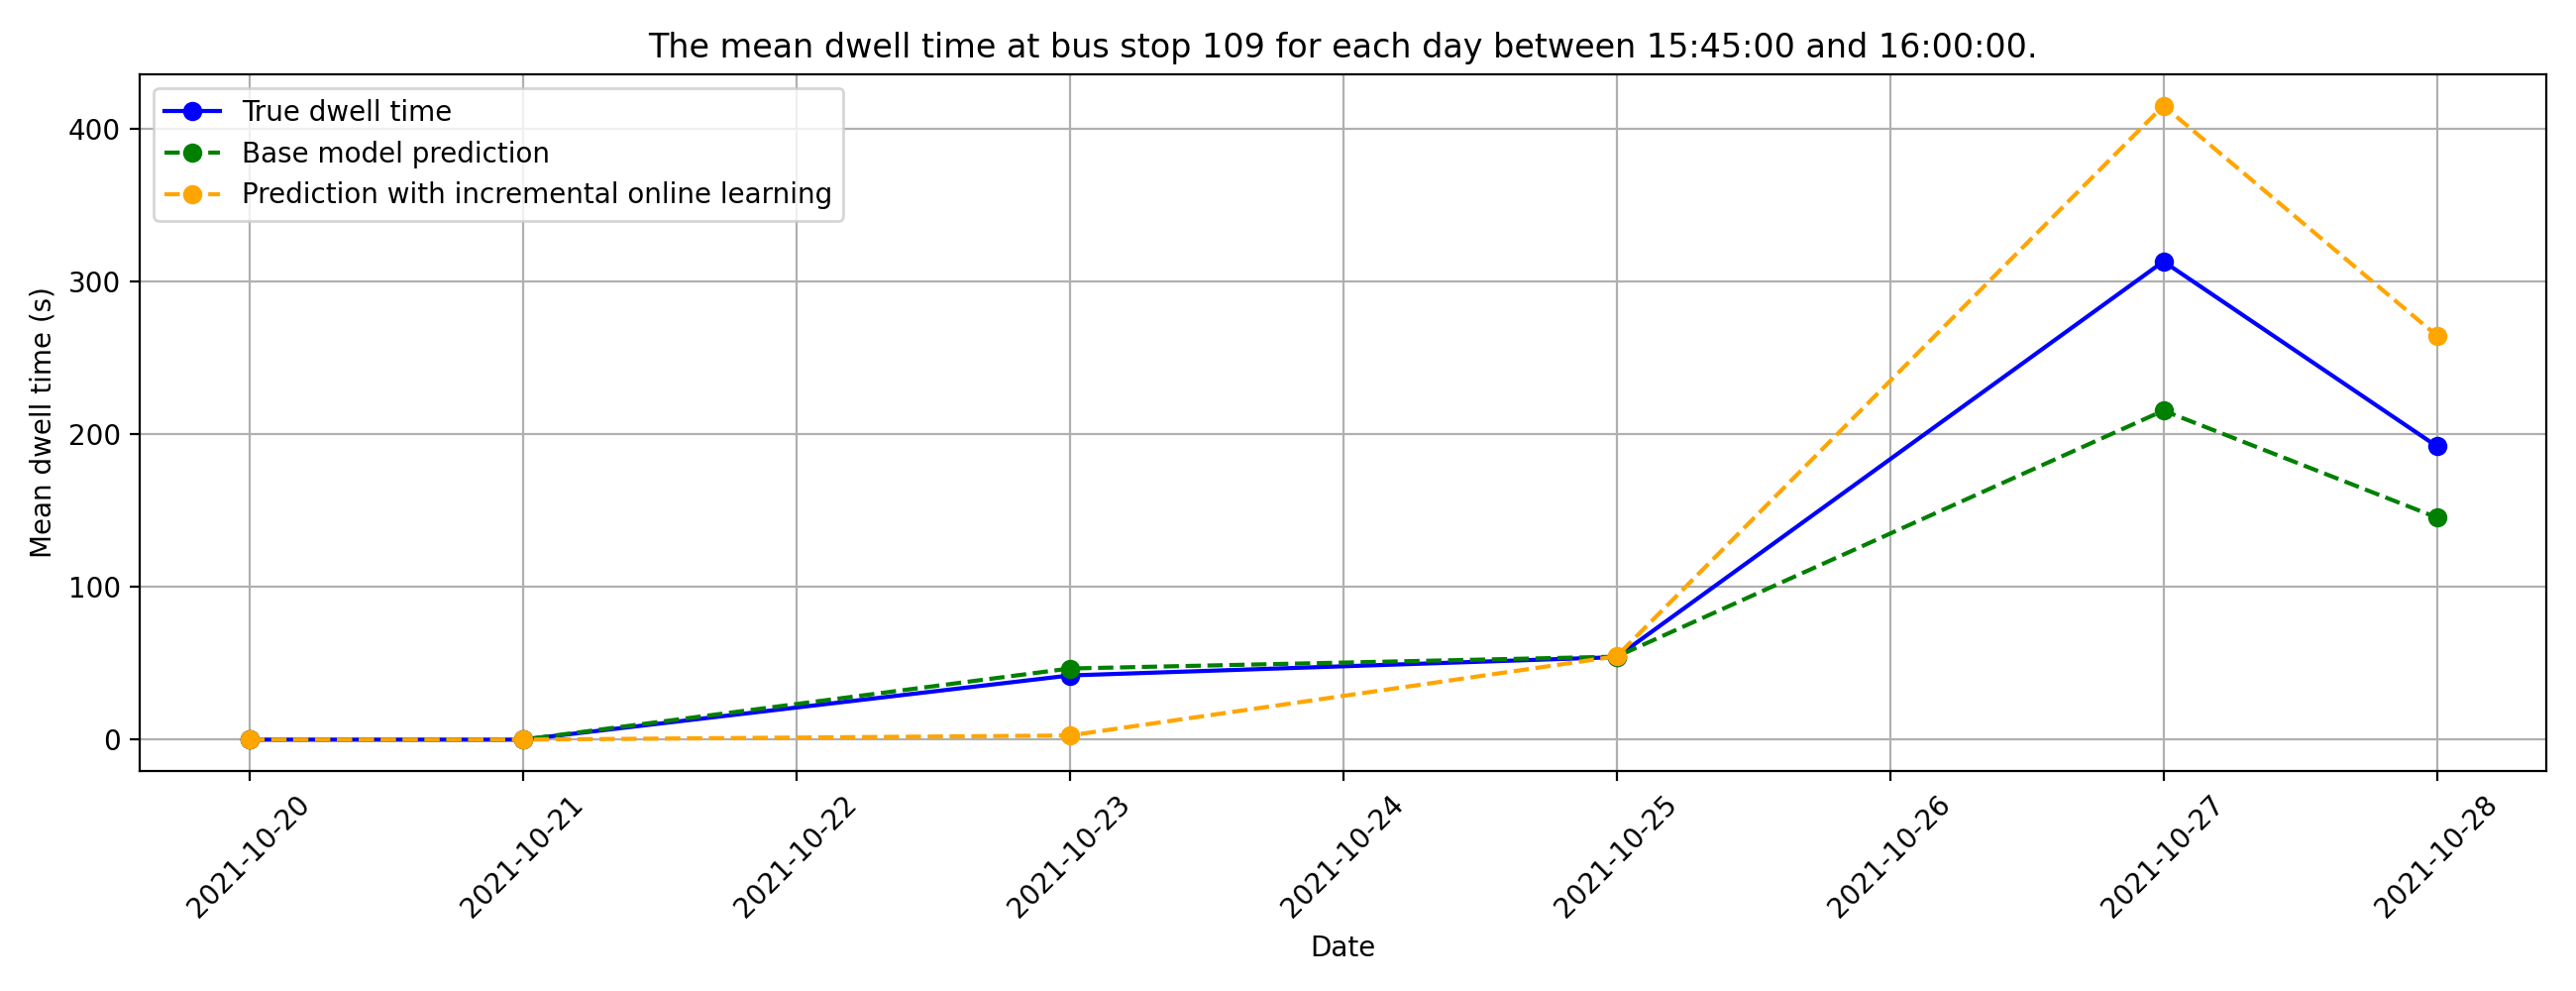 The mean dwell time at bus stop 109 for each day between 15:45:00 and 16:00:00.
True dwell time
Base model prediction
Prediction with incremental online learning
Mean dwell time (s)
400
300
200
100
0
2021-10-20
2021-10-21
2021-10-22
2021-10-23
2021-10-24
2021-10-25
2021-10-26
2021-10-27
2021-10-28
Date